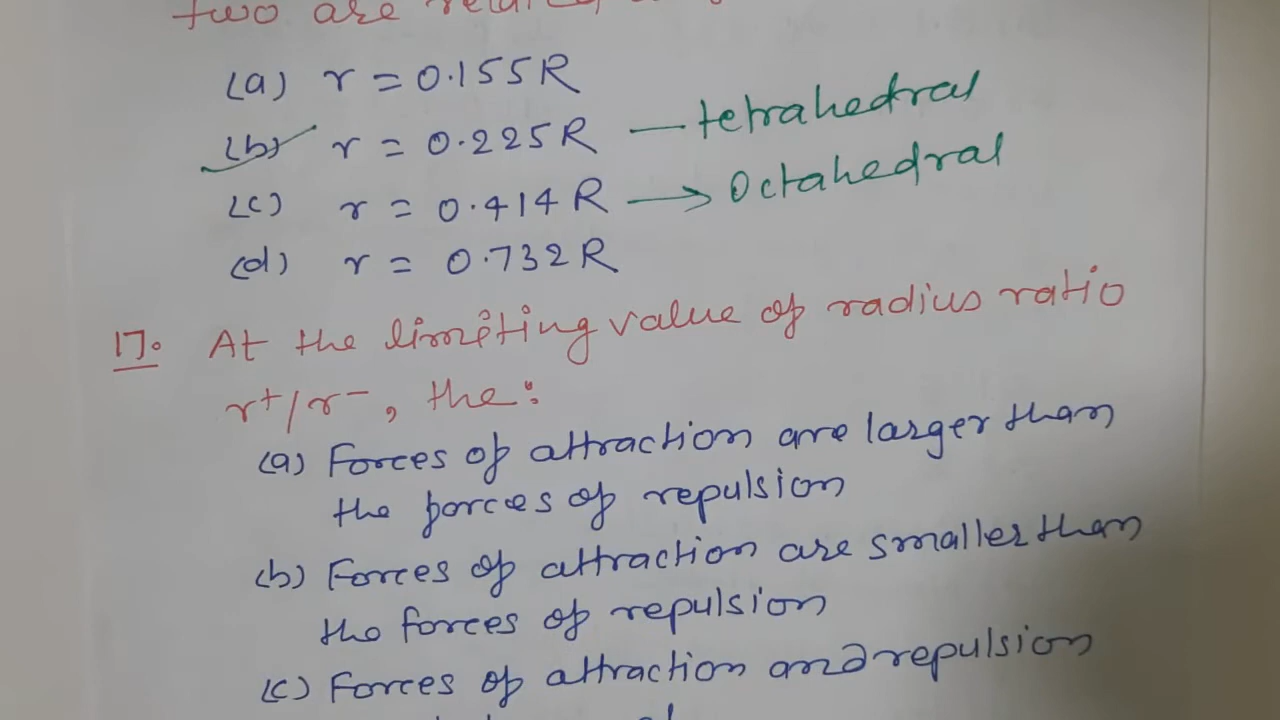 two are
(a) r = 0.155R
(b) r = 0.225R — tetrahedral
(c) r = 0.414R → Octahedral
(d) r = 0.732R
17. At the limiting value of radius ratio
r+/r-, the:
(a) Forces of attraction are larger than
the forces of repulsion
(b) Forces of attraction are smaller than
the forces of repulsion
(c) Forces of attraction and repulsion